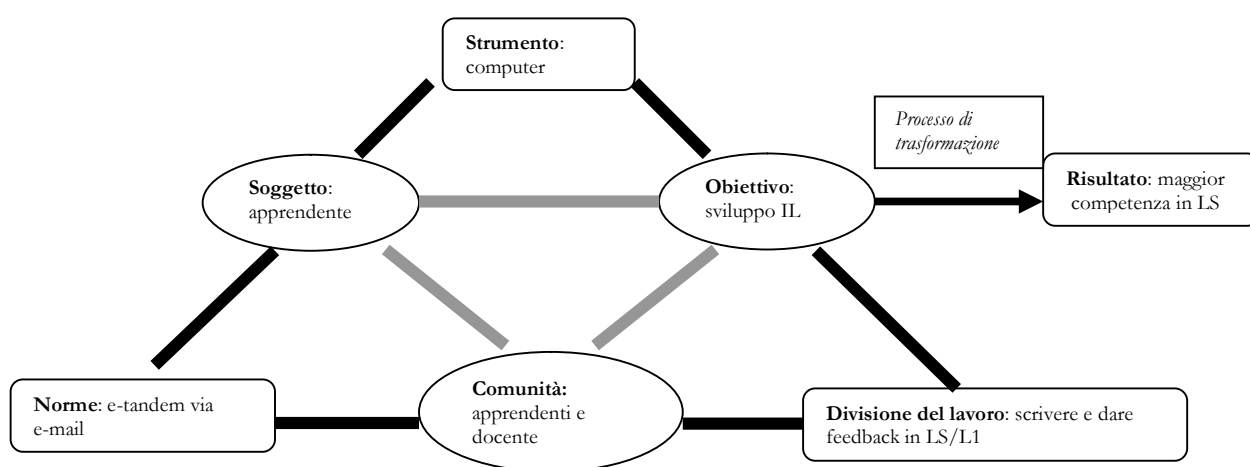 Strumento:
computer
Processo di
trasformazione
Soggetto:
apprendente
Obiettivo:
sviluppo IL
Risultato: maggior
competenza in LS
Norme: e-tandem via
e-mail
Comunità:
apprendenti e
docente
Divisione del lavoro: scrivere e dare
feedback in LS/L1